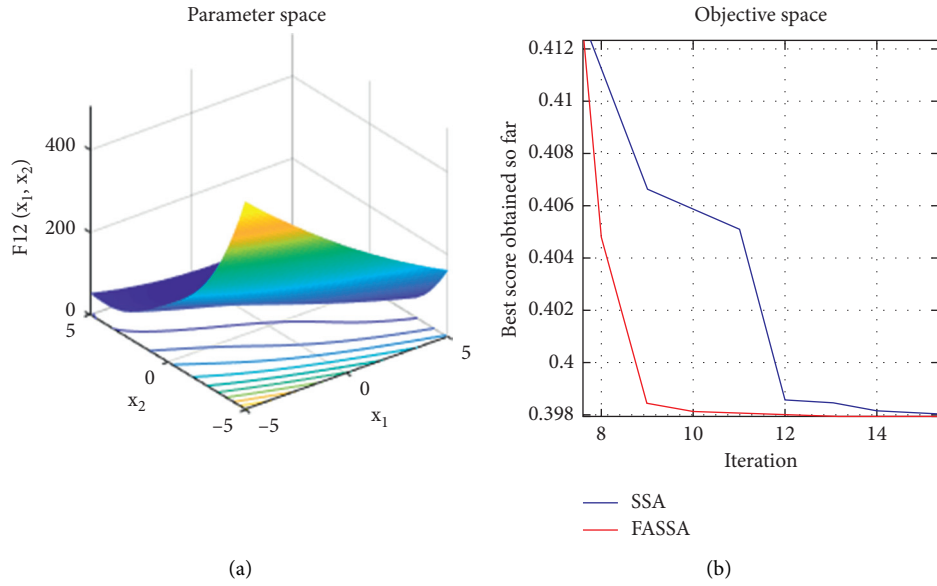 Parameter space
F12 (x1, x2)
400
200
0
5
0
–5
x2
–5
0
5
x1
(a)
Objective space
Best score obtained so far
0.412
0.41
0.408
0.406
0.404
0.402
0.4
0.398
8
10
12
14
Iteration
SSA
FASSA
(b)